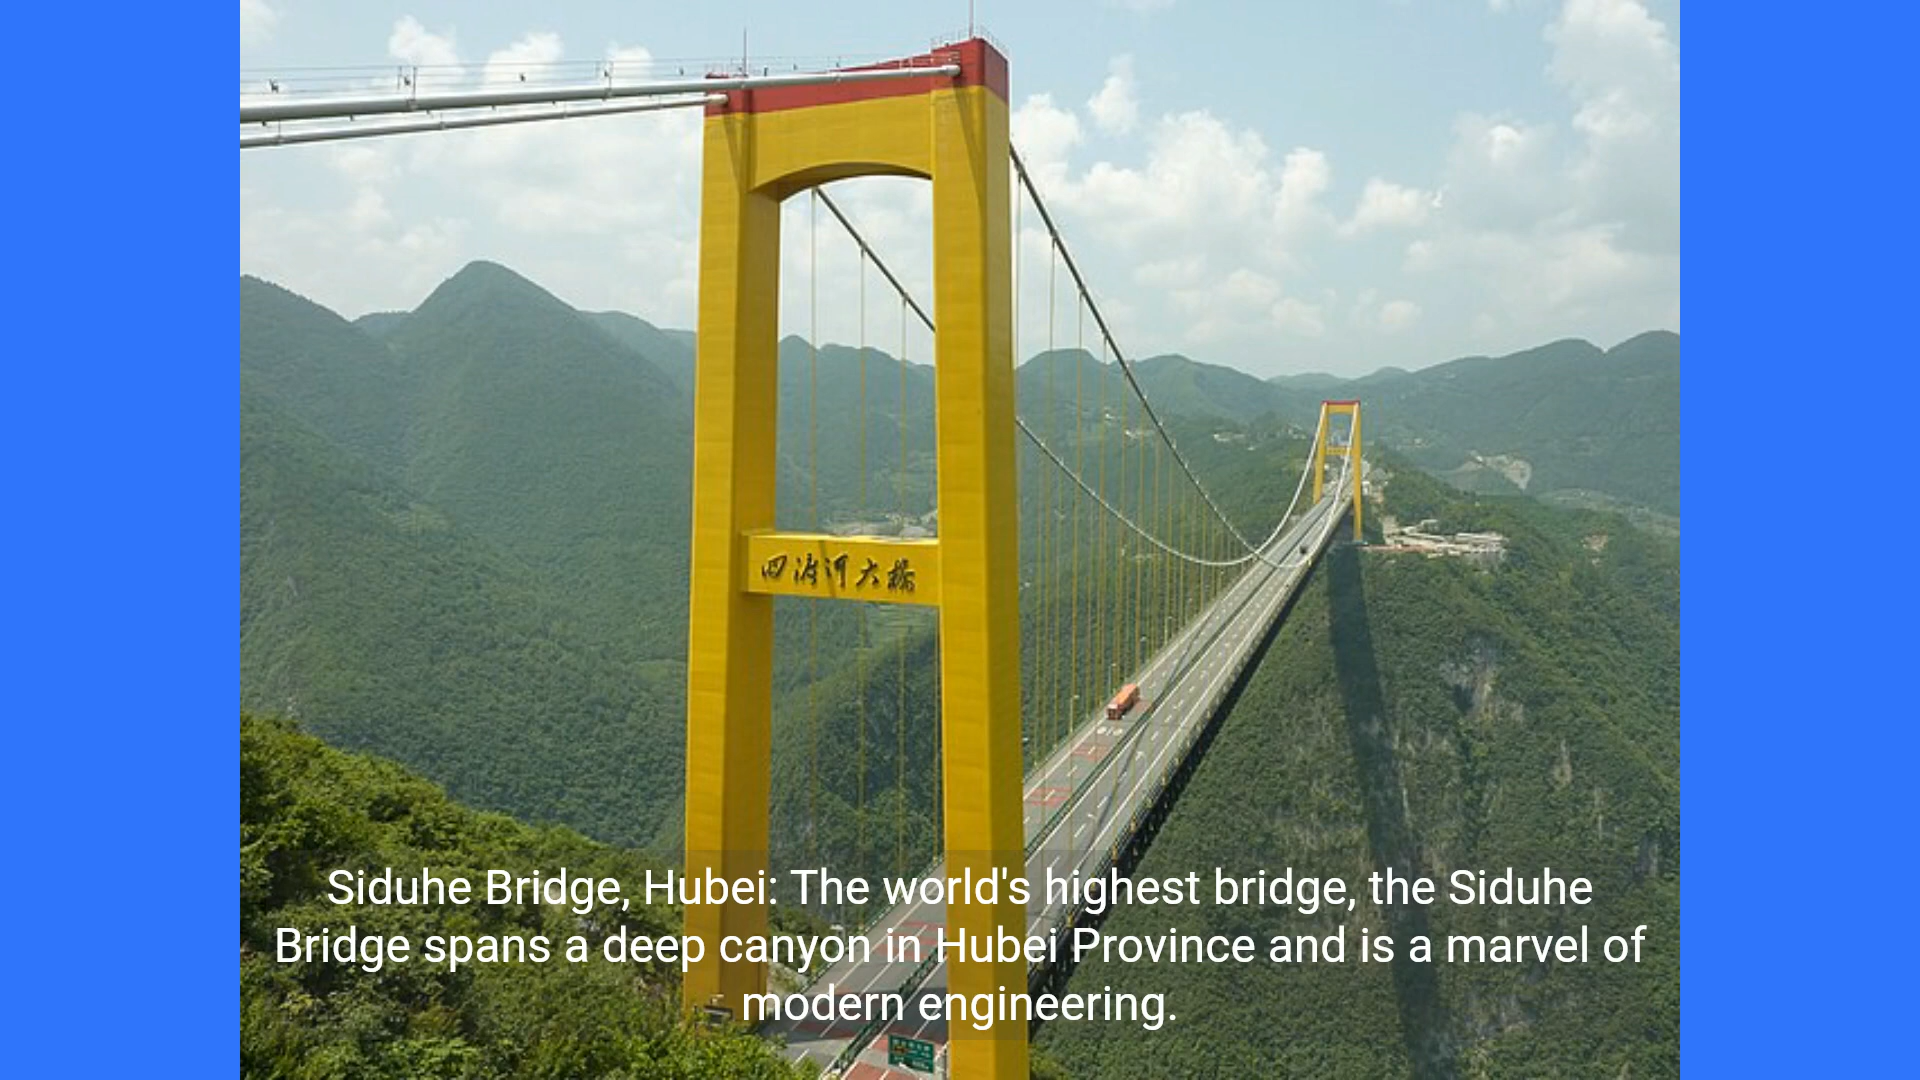 四渡河大桥
Siduhe Bridge, Hubei: The world's highest bridge, the Siduhe
Bridge spans a deep canyon in Hubei Province and is a marvel of
modern engineering.